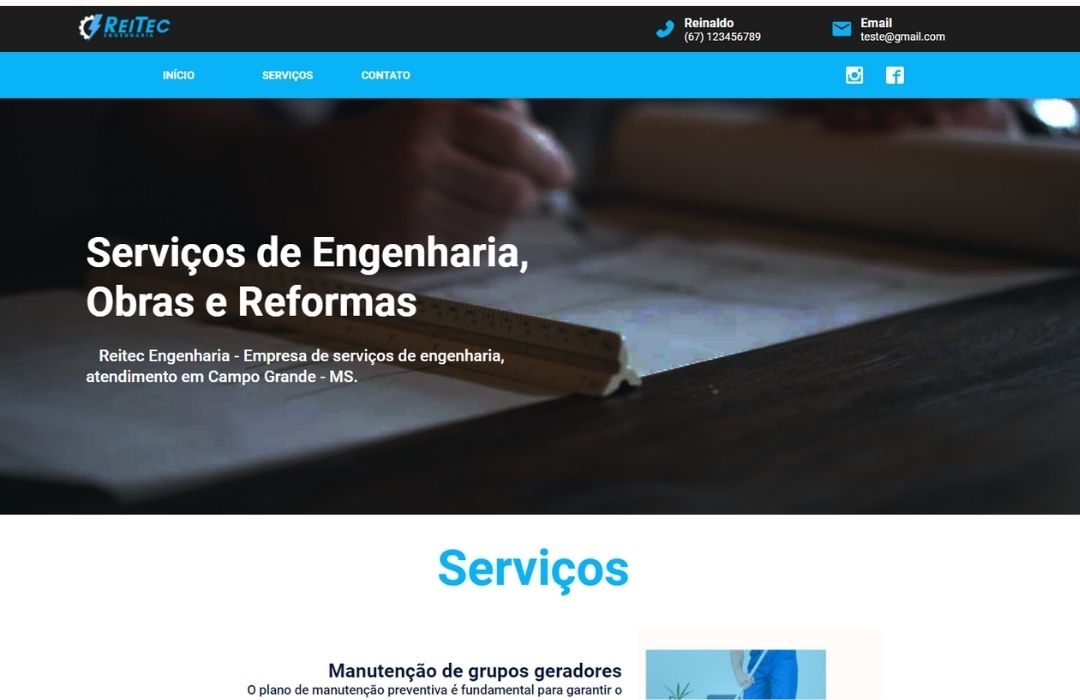 REITEC
ENGENHARIA
Reinaldo
(67) 123456789
Email
teste@gmail.com
INÍCIO SERVIÇOS CONTATO
Serviços de Engenharia,
Obras e Reformas
Reitec Engenharia - Empresa de serviços de engenharia,
atendimento em Campo Grande - MS.
Serviços
Manutenção de grupos geradores
O plano de manutenção preventiva é fundamental para garantir o